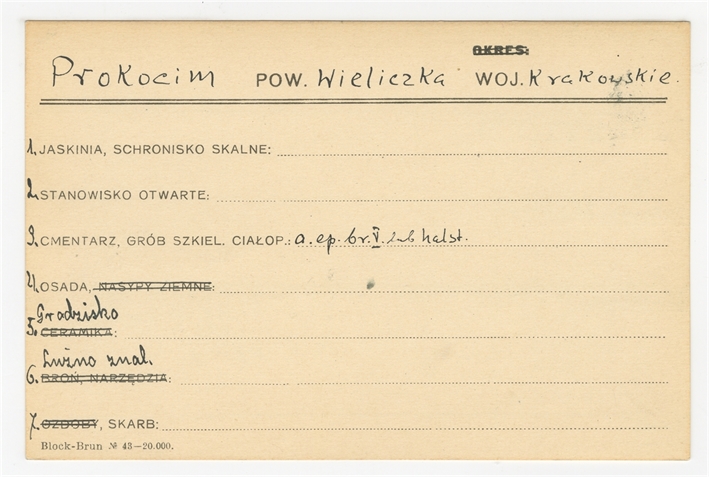 OKRES:
Prokocim POW. Wieliczka WOJ. Krakowskie.
1. JASKINIA, SCHRONISKO SKALNE:
2. STANOWISKO OTWARTE:
3. CMENTARZ, GRÓB SZKIEL. CIAŁOP.: a. ep. br. V. lub halst.
4. OSADA, NASYPY ZIEMNE:
Grodzisko
5. CERAMIKA:
Luźno znal.
6. BROŃ, NARZĘDZIA:
7. OZDOBY, SKARB:
Block-Brun № 43—20.000.